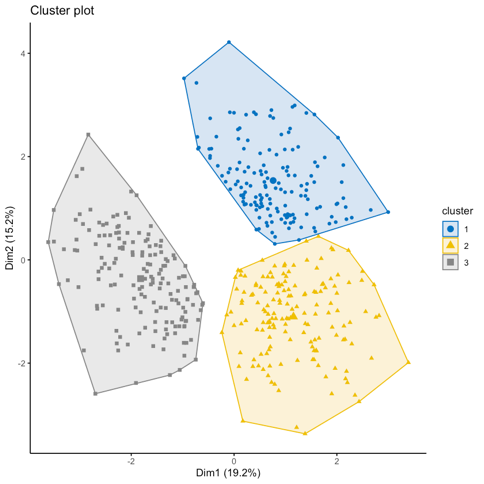 Cluster plot
4
2
0
-2
Dim2 (15.2%)
-2
0
2
Dim1 (19.2%)
cluster
1
2
3